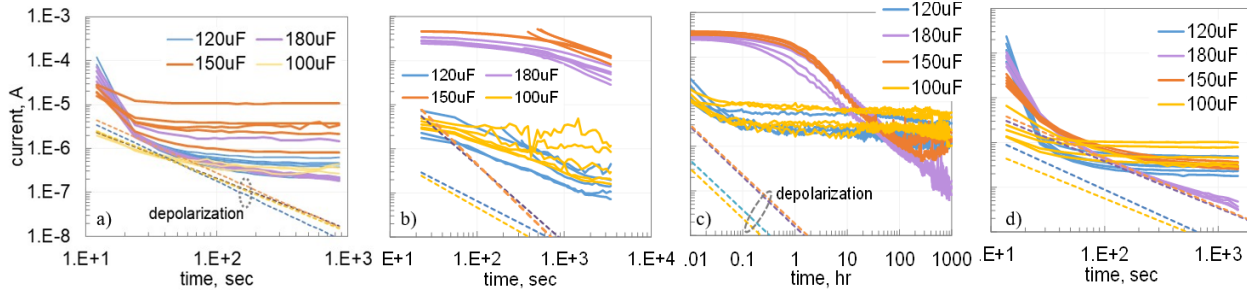 1.E-3
1.E-4
1.E-5
1.E-6
1.E-7
1.E-8
current, A
120uF 180uF
150uF 100uF
depolarization
a)
1.E+1 1.E+2 1.E+3
time, sec
120uF 180uF
150uF 100uF
b)
1.E+1 1.E+2 1.E+3 1.E+4
time, sec
120uF
180uF
150uF
100uF
depolarization
c)
.01 0.1 1 10 100 1000
time, hr
120uF
180uF
150uF
100uF
d)
1.E+1 1.E+2 1.E+3
time, sec